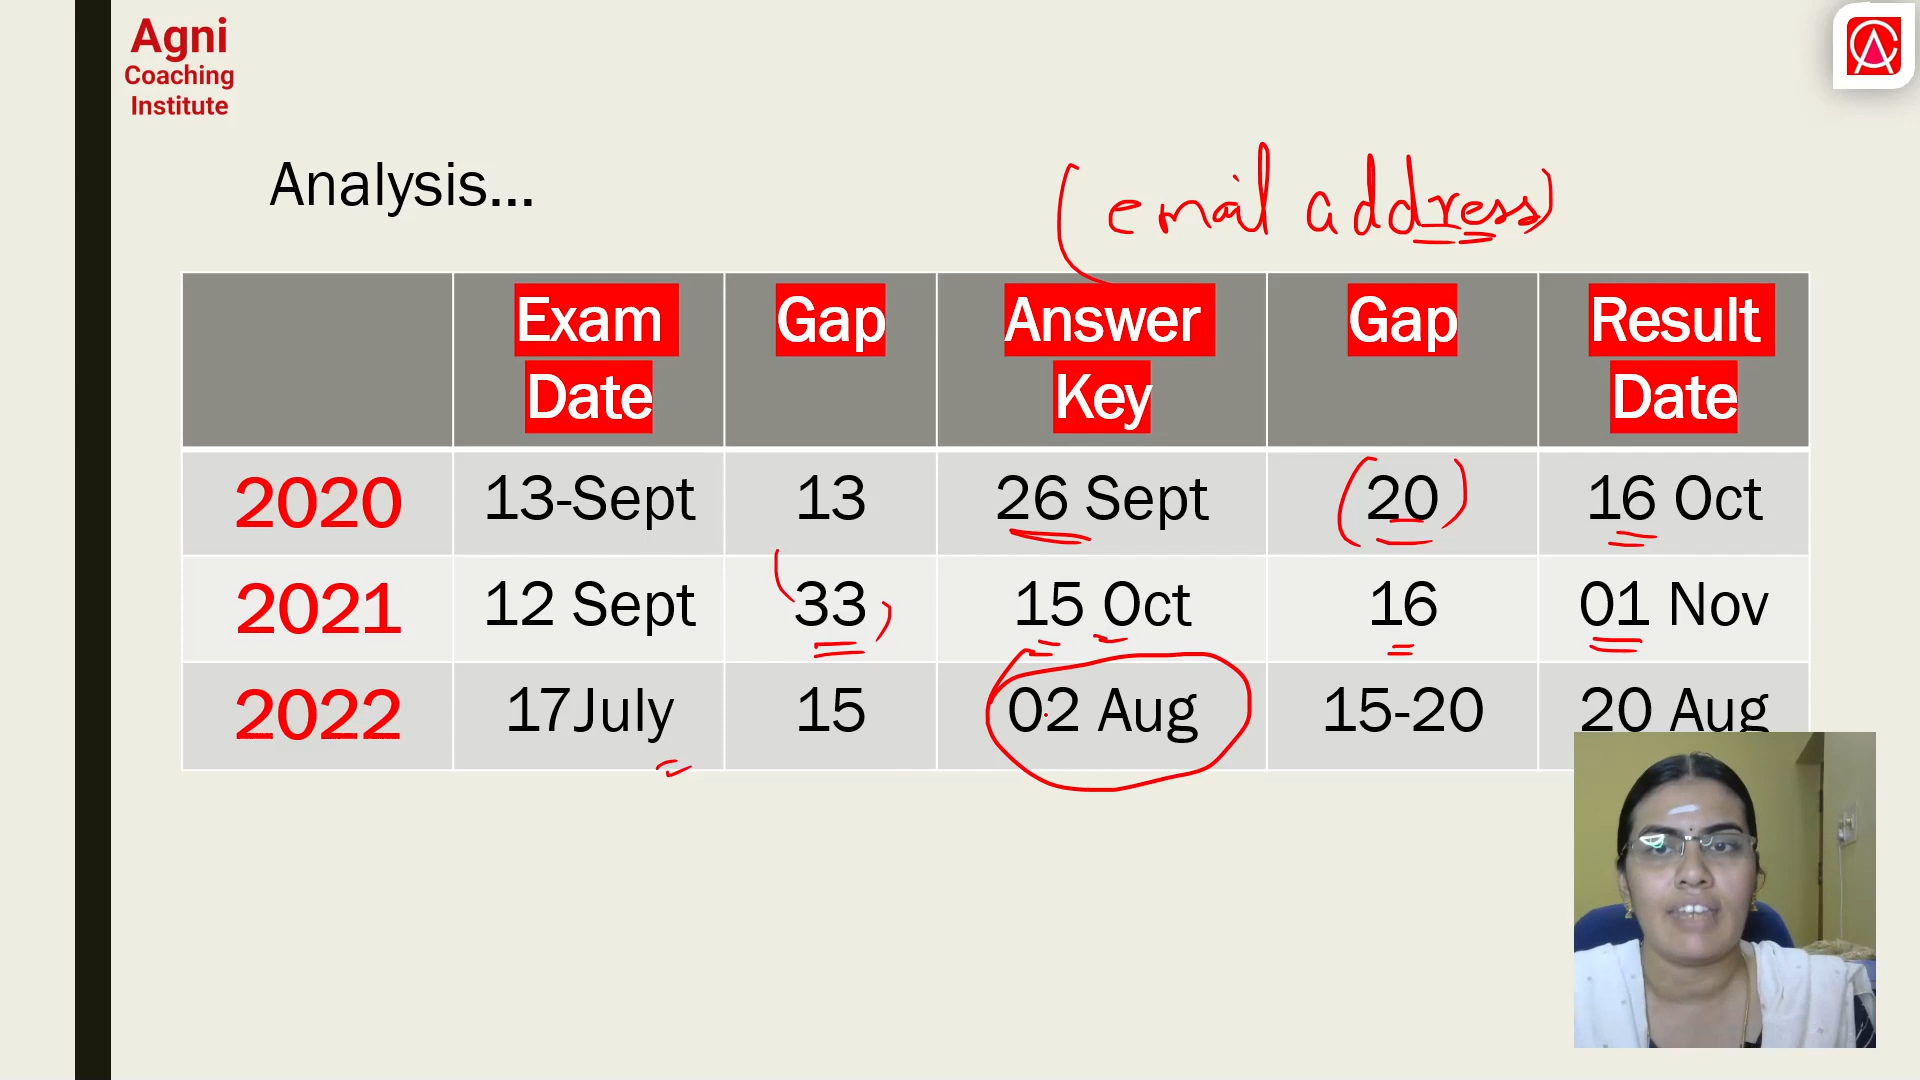 Agni
Coaching
Institute
Analysis...
(email address)
Exam Date Gap Answer Key Gap Result Date
2020 13-Sept 13 26 Sept (20) 16 Oct
2021 12 Sept (33) 15 Oct 16 01 Nov
2022 17July 15 02 Aug 15-20 20 Aug